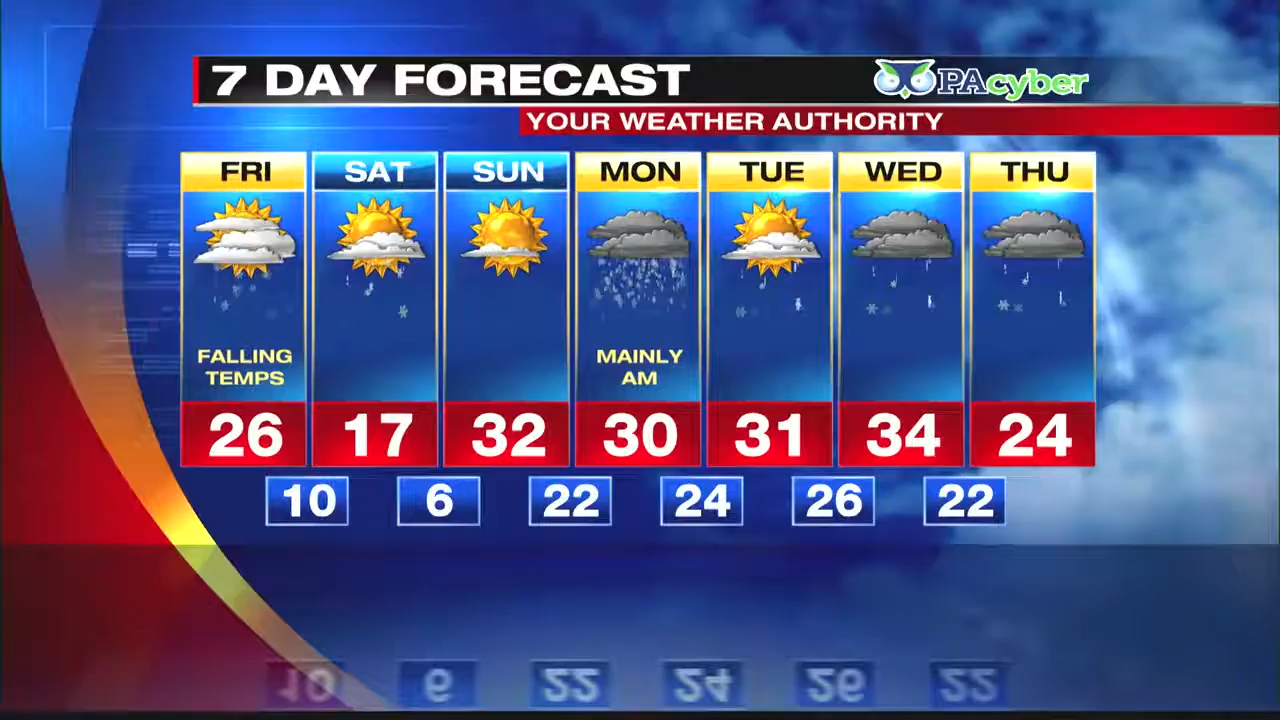 7 DAY FORECAST
PAcyber
YOUR WEATHER AUTHORITY
FRI SAT SUN MON TUE WED THU
FALLING TEMPS
MAINLY AM
26 17 32 30 31 34 24
10 6 22 24 26 22